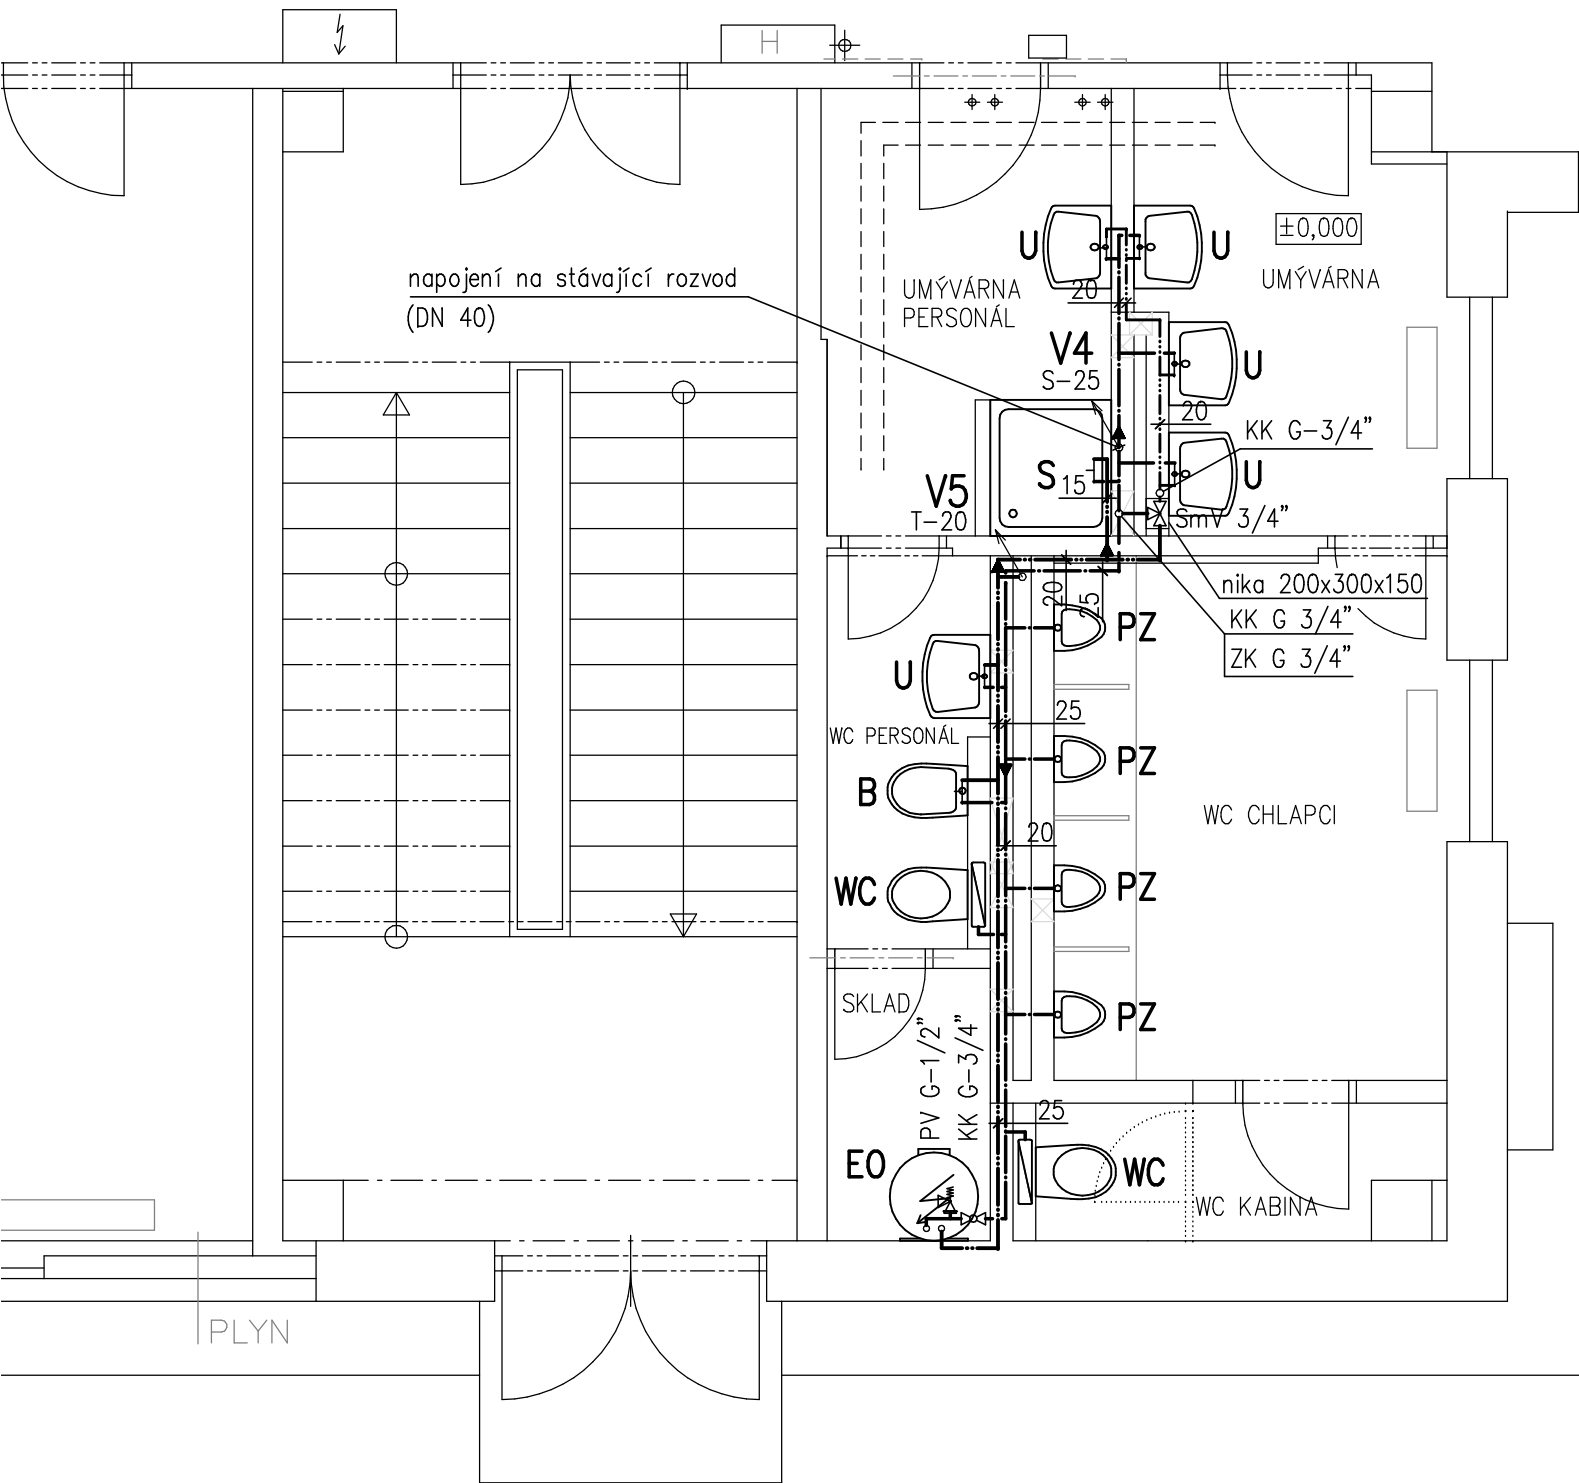 H
±0,000
U
U
napojení na stávající rozvod
(DN 40)
UMÝVÁRNA
PERSONÁL
20
UMÝVÁRNA
V4
S-25
U
20
KK G-3/4"
V5
T-20
S
15
U
SmV 3/4"
nika 200x300x150
20
25
PZ
KK G 3/4"
ZK G 3/4"
U
25
WC PERSONÁL
PZ
B
20
WC CHLAPCI
WC
PZ
SKLAD
PV G-1/2"
KK G-3/4"
PZ
25
EO
WC
WC KABINA
PLYN